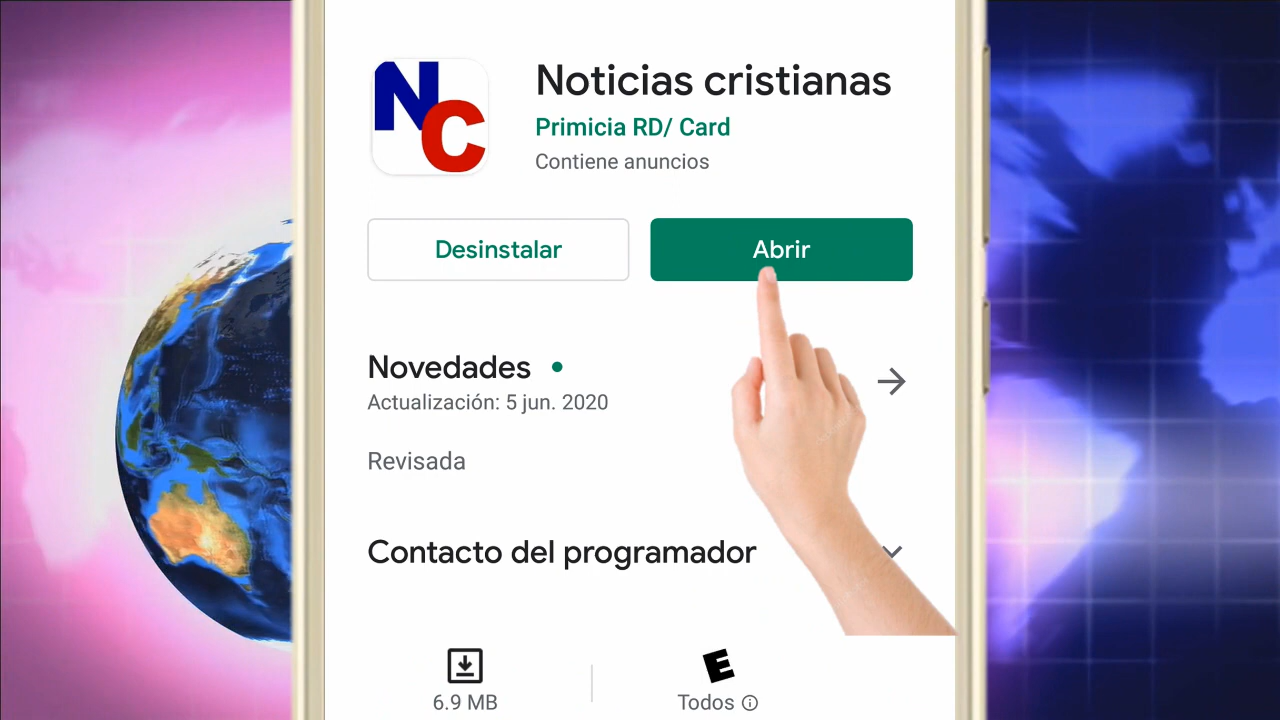 NC
Noticias cristianas
Primicia RD/ Card
Contiene anuncios
Desinstalar
Abrir
Novedades
Actualización: 5 jun. 2020
Revisada
Contacto del programador
E
6.9 MB
Todos